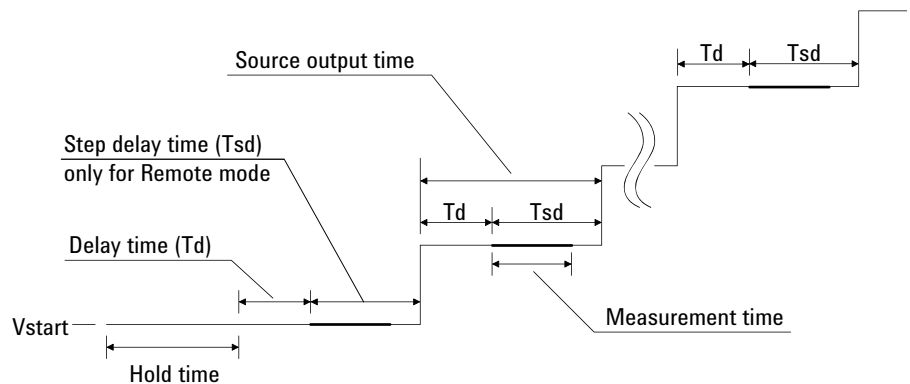 Td Tsd
Source output time
Step delay time (Tsd)
only for Remote mode
Td Tsd
Delay time (Td)
Vstart
Measurement time
Hold time